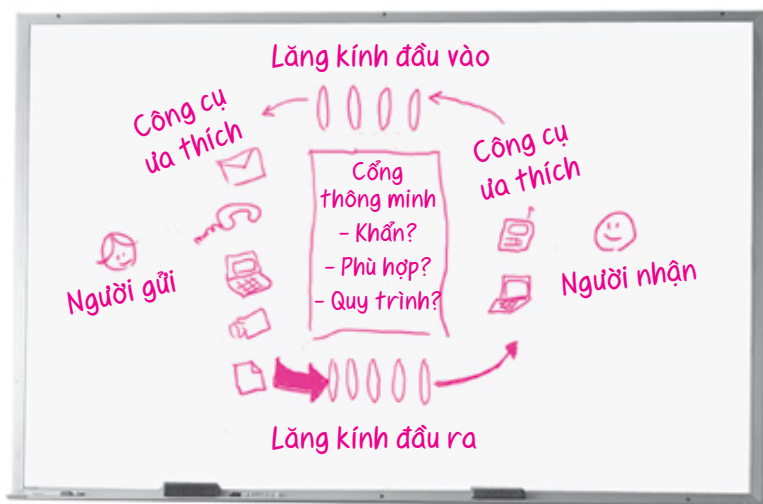 Lăng kính đầu vào
Công cụ
ưa thích
Công cụ
ưa thích
Cổng
thông minh
- Khẩn?
- Phù hợp?
- Quy trình?
Người gửi
Người nhận
Lăng kính đầu ra